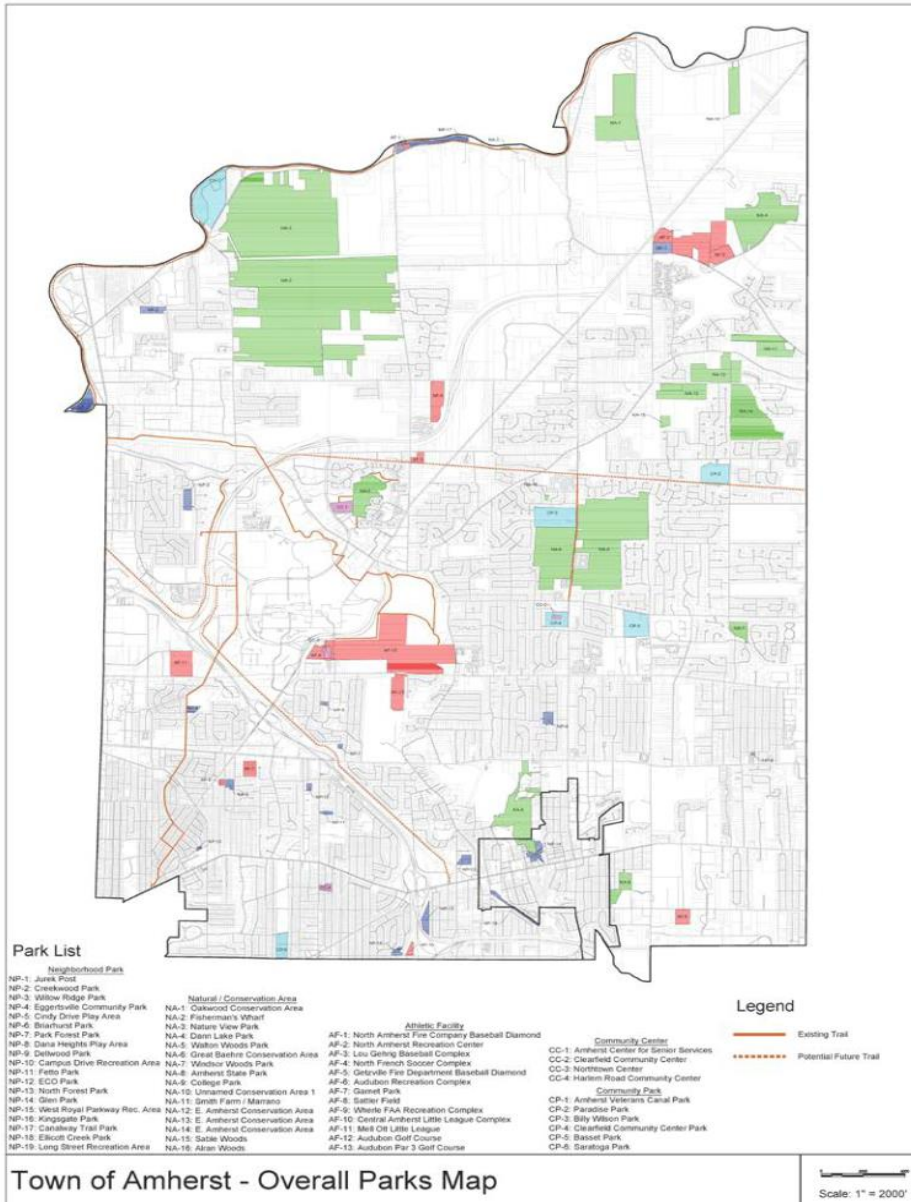 Park List
Neighborhood Park
NP-1: Jurek Post
NP-2: Creekwood Park
NP-3: Willow Ridge Park
NP-4: Eggertsville Community Park
NP-5: Cindy Drive Play Area
NP-6: Briarhurst Park
NP-7: Park Forest Park
NP-8: Dana Heights Play Area
NP-9: Dellwood Park
NP-10: Campus Drive Recreation Area
NP-11: Fetto Park
NP-12: ECO Park
NP-13: North Forest Park
NP-14: Glen Park
NP-15: West Royal Parkway Rec. Area
NP-16: Kingsgate Park
NP-17: Canalway Trail Park
NP-18: Ellicott Creek Park
NP-19: Long Street Recreation Area
Natural / Conservation Area
NA-1: Oakwood Conservation Area
NA-2: Fisherman's Wharf
NA-3: Nature View Park
NA-4: Dann Lake Park
NA-5: Walton Woods Park
NA-6: Great Baehre Conservation Area
NA-7: Windsor Woods Park
NA-8: Amherst State Park
NA-9: College Park
NA-10: Unnamed Conservation Area 1
NA-11: Smith Farm / Marrano
NA-12: E. Amherst Conservation Area
NA-13: E. Amherst Conservation Area
NA-14: E. Amherst Conservation Area
NA-15: Sable Woods
NA-16: Alran Woods
Athletic Facility
AF-1: North Amherst Fire Company Baseball Diamond
AF-2: North Amherst Recreation Center
AF-3: Lou Gehrig Baseball Complex
AF-4: North French Soccer Complex
AF-5: Getzville Fire Department Baseball Diamond
AF-6: Audubon Recreation Complex
AF-7: Garnet Park
AF-8: Sattler Field
AF-9: Wherle FAA Recreation Complex
AF-10: Central Amherst Little League Complex
AF-11: Mell Ott Little League
AF-12: Audubon Golf Course
AF-13: Audubon Par 3 Golf Course
Community Center
CC-1: Amherst Center for Senior Services
CC-2: Clearfield Community Center
CC-3: Northtown Center
CC-4: Harlem Road Community Center
Community Park
CP-1: Amherst Veterans Canal Park
CP-2: Paradise Park
CP-3: Billy Wilson Park
CP-4: Clearfield Community Center Park
CP-5: Basset Park
CP-6: Saratoga Park
Legend
Existing Trail
Potential Future Trail
Town of Amherst - Overall Parks Map
Scale: 1" = 2000'